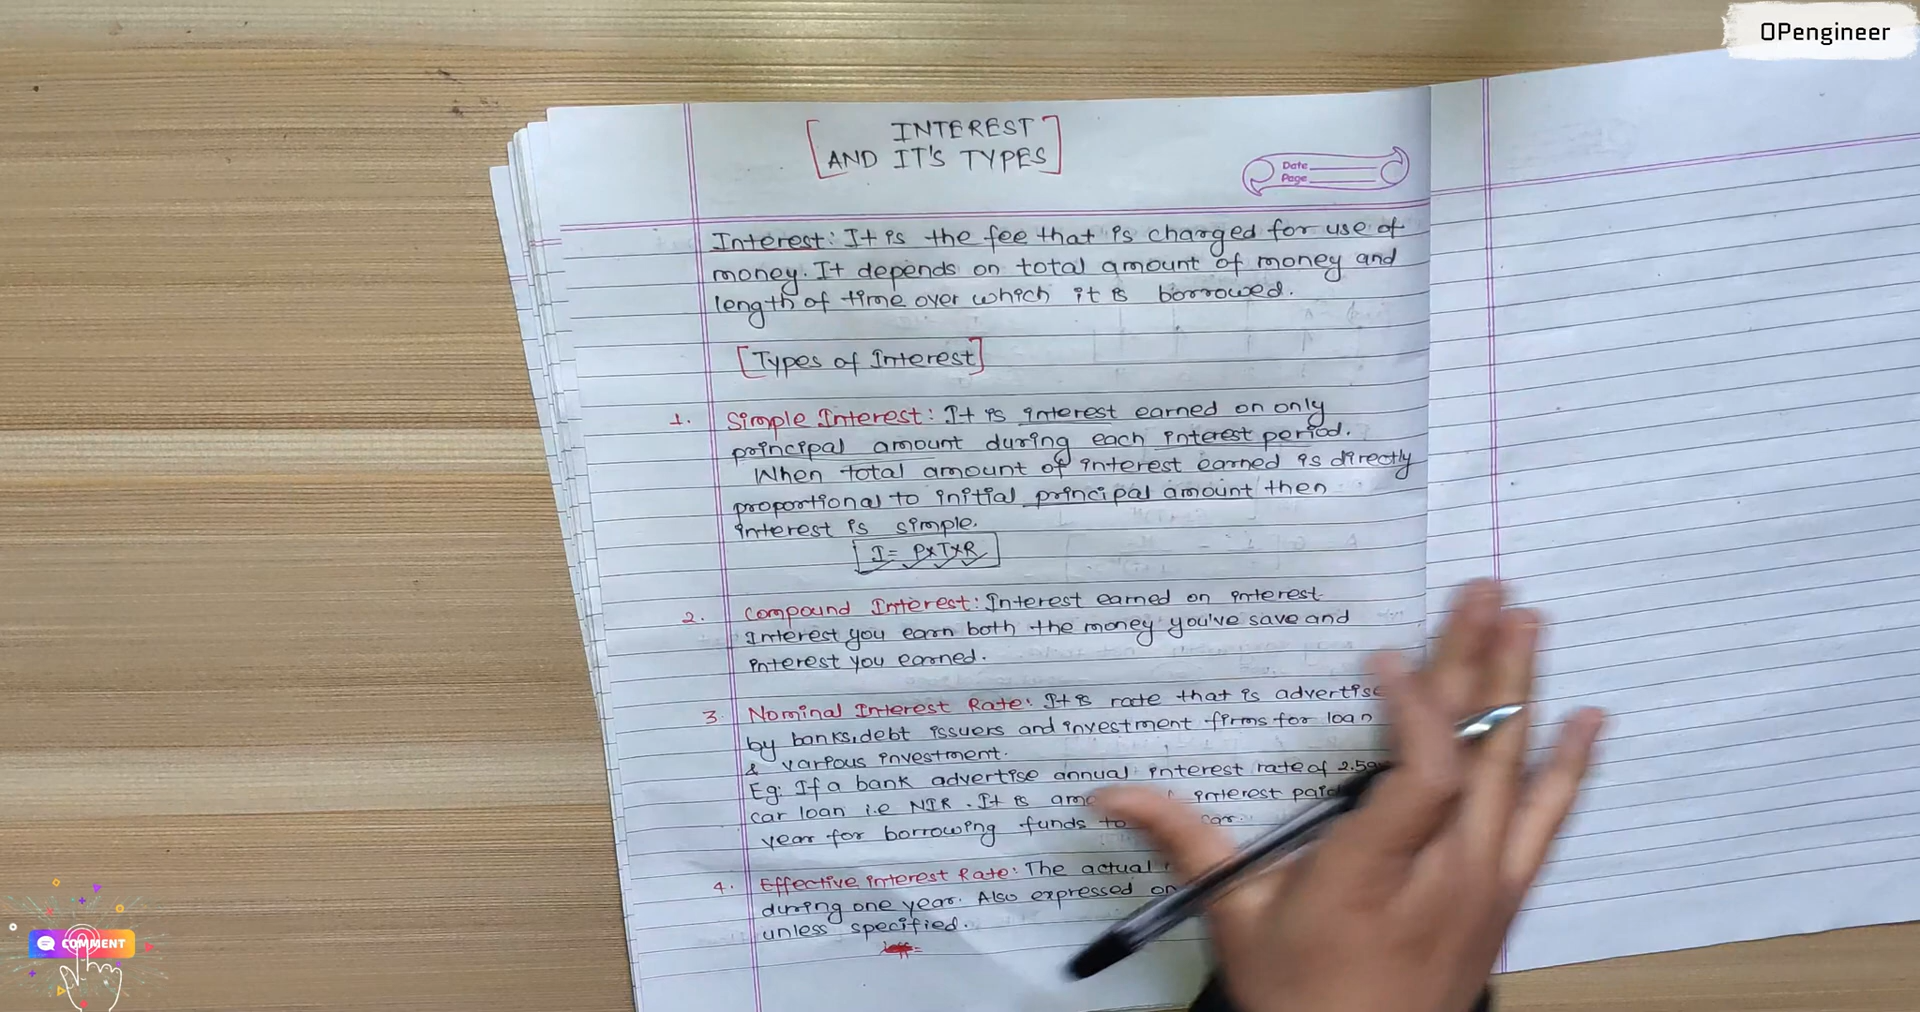 OPengineer
INTEREST
AND IT'S TYPES
Date
Page
Interest: It is the fee that is charged for use of
money. It depends on total amount of money and
length of time over which it is borrowed.
[Types of Interest]
1. Simple Interest: It is interest earned on only
principal amount during each interest period.
When total amount of interest earned is directly
proportional to initial principal amount then
interest is simple.
I = P×T×R
2. Compound Interest: Interest earned on interest
Interest you earn both the money you've save and
interest you earned.
3. Nominal Interest Rate: It is rate that is advertise
by banks, debt issuers and investment firms for loan
& various investment.
Eg: If a bank advertise annual interest rate of 2.5
car loan i.e NIR. It is interest paid
year for borrowing funds to car.
4. Effective interest Rate: The actual
during one year. Also expressed on
unless specified.
COMMENT